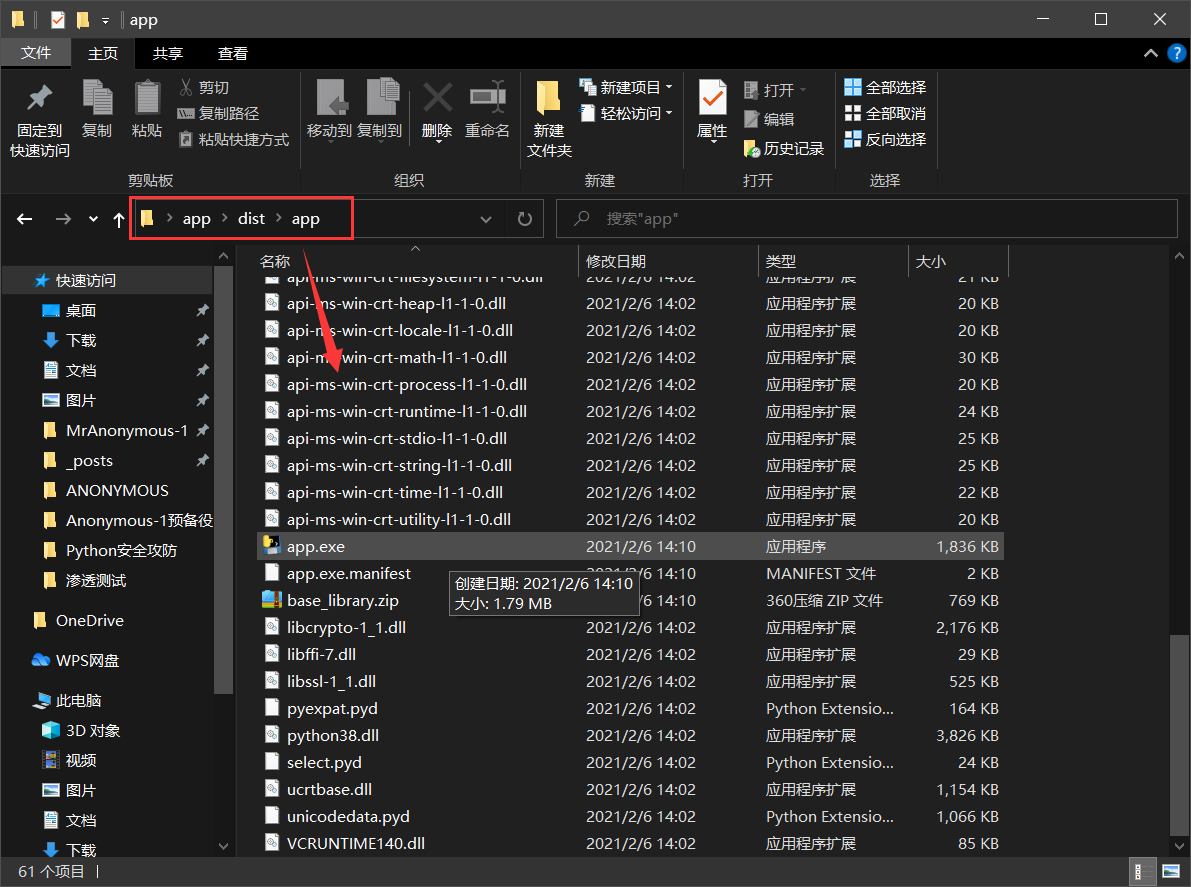 app
文件 主页 共享 查看
固定到快速访问
复制
粘贴
剪切
复制路径
粘贴快捷方式
剪贴板
移动到
复制到
删除
重命名
组织
新建文件夹
新建项目
轻松访问
新建
属性
打开
编辑
历史记录
打开
全部选择
全部取消
反向选择
选择
app dist app
搜索"app"
快速访问
桌面
下载
文档
图片
MrAnonymous-1
_posts
ANONYMOUS
Anonymous-1预备役
Python安全攻防
渗透测试
OneDrive
WPS网盘
此电脑
3D 对象
视频
图片
文档
下载
名称 修改日期 类型 大小
api-ms-win-crt-filesystem-l1-1-0.dll 2021/2/6 14:02 应用程序扩展 21 KB
api-ms-win-crt-heap-l1-1-0.dll 2021/2/6 14:02 应用程序扩展 20 KB
api-ms-win-crt-locale-l1-1-0.dll 2021/2/6 14:02 应用程序扩展 20 KB
api-ms-win-crt-math-l1-1-0.dll 2021/2/6 14:02 应用程序扩展 30 KB
api-ms-win-crt-process-l1-1-0.dll 2021/2/6 14:02 应用程序扩展 20 KB
api-ms-win-crt-runtime-l1-1-0.dll 2021/2/6 14:02 应用程序扩展 24 KB
api-ms-win-crt-stdio-l1-1-0.dll 2021/2/6 14:02 应用程序扩展 25 KB
api-ms-win-crt-string-l1-1-0.dll 2021/2/6 14:02 应用程序扩展 25 KB
api-ms-win-crt-time-l1-1-0.dll 2021/2/6 14:02 应用程序扩展 22 KB
api-ms-win-crt-utility-l1-1-0.dll 2021/2/6 14:02 应用程序扩展 20 KB
app.exe 2021/2/6 14:10 应用程序 1,836 KB
app.exe.manifest /6 14:10 MANIFEST 文件 2 KB
创建日期: 2021/2/6 14:10
大小: 1.79 MB
base_library.zip /6 14:10 360压缩 ZIP 文件 769 KB
libcrypto-1_1.dll 2021/2/6 14:02 应用程序扩展 2,176 KB
libffi-7.dll 2021/2/6 14:02 应用程序扩展 29 KB
libssl-1_1.dll 2021/2/6 14:02 应用程序扩展 525 KB
pyexpat.pyd 2021/2/6 14:02 Python Extensio... 164 KB
python38.dll 2021/2/6 14:02 应用程序扩展 3,826 KB
select.pyd 2021/2/6 14:02 Python Extensio... 24 KB
ucrtbase.dll 2021/2/6 14:02 应用程序扩展 1,154 KB
unicodedata.pyd 2021/2/6 14:02 Python Extensio... 1,066 KB
VCRUNTIME140.dll 2021/2/6 14:02 应用程序扩展 85 KB
61 个项目